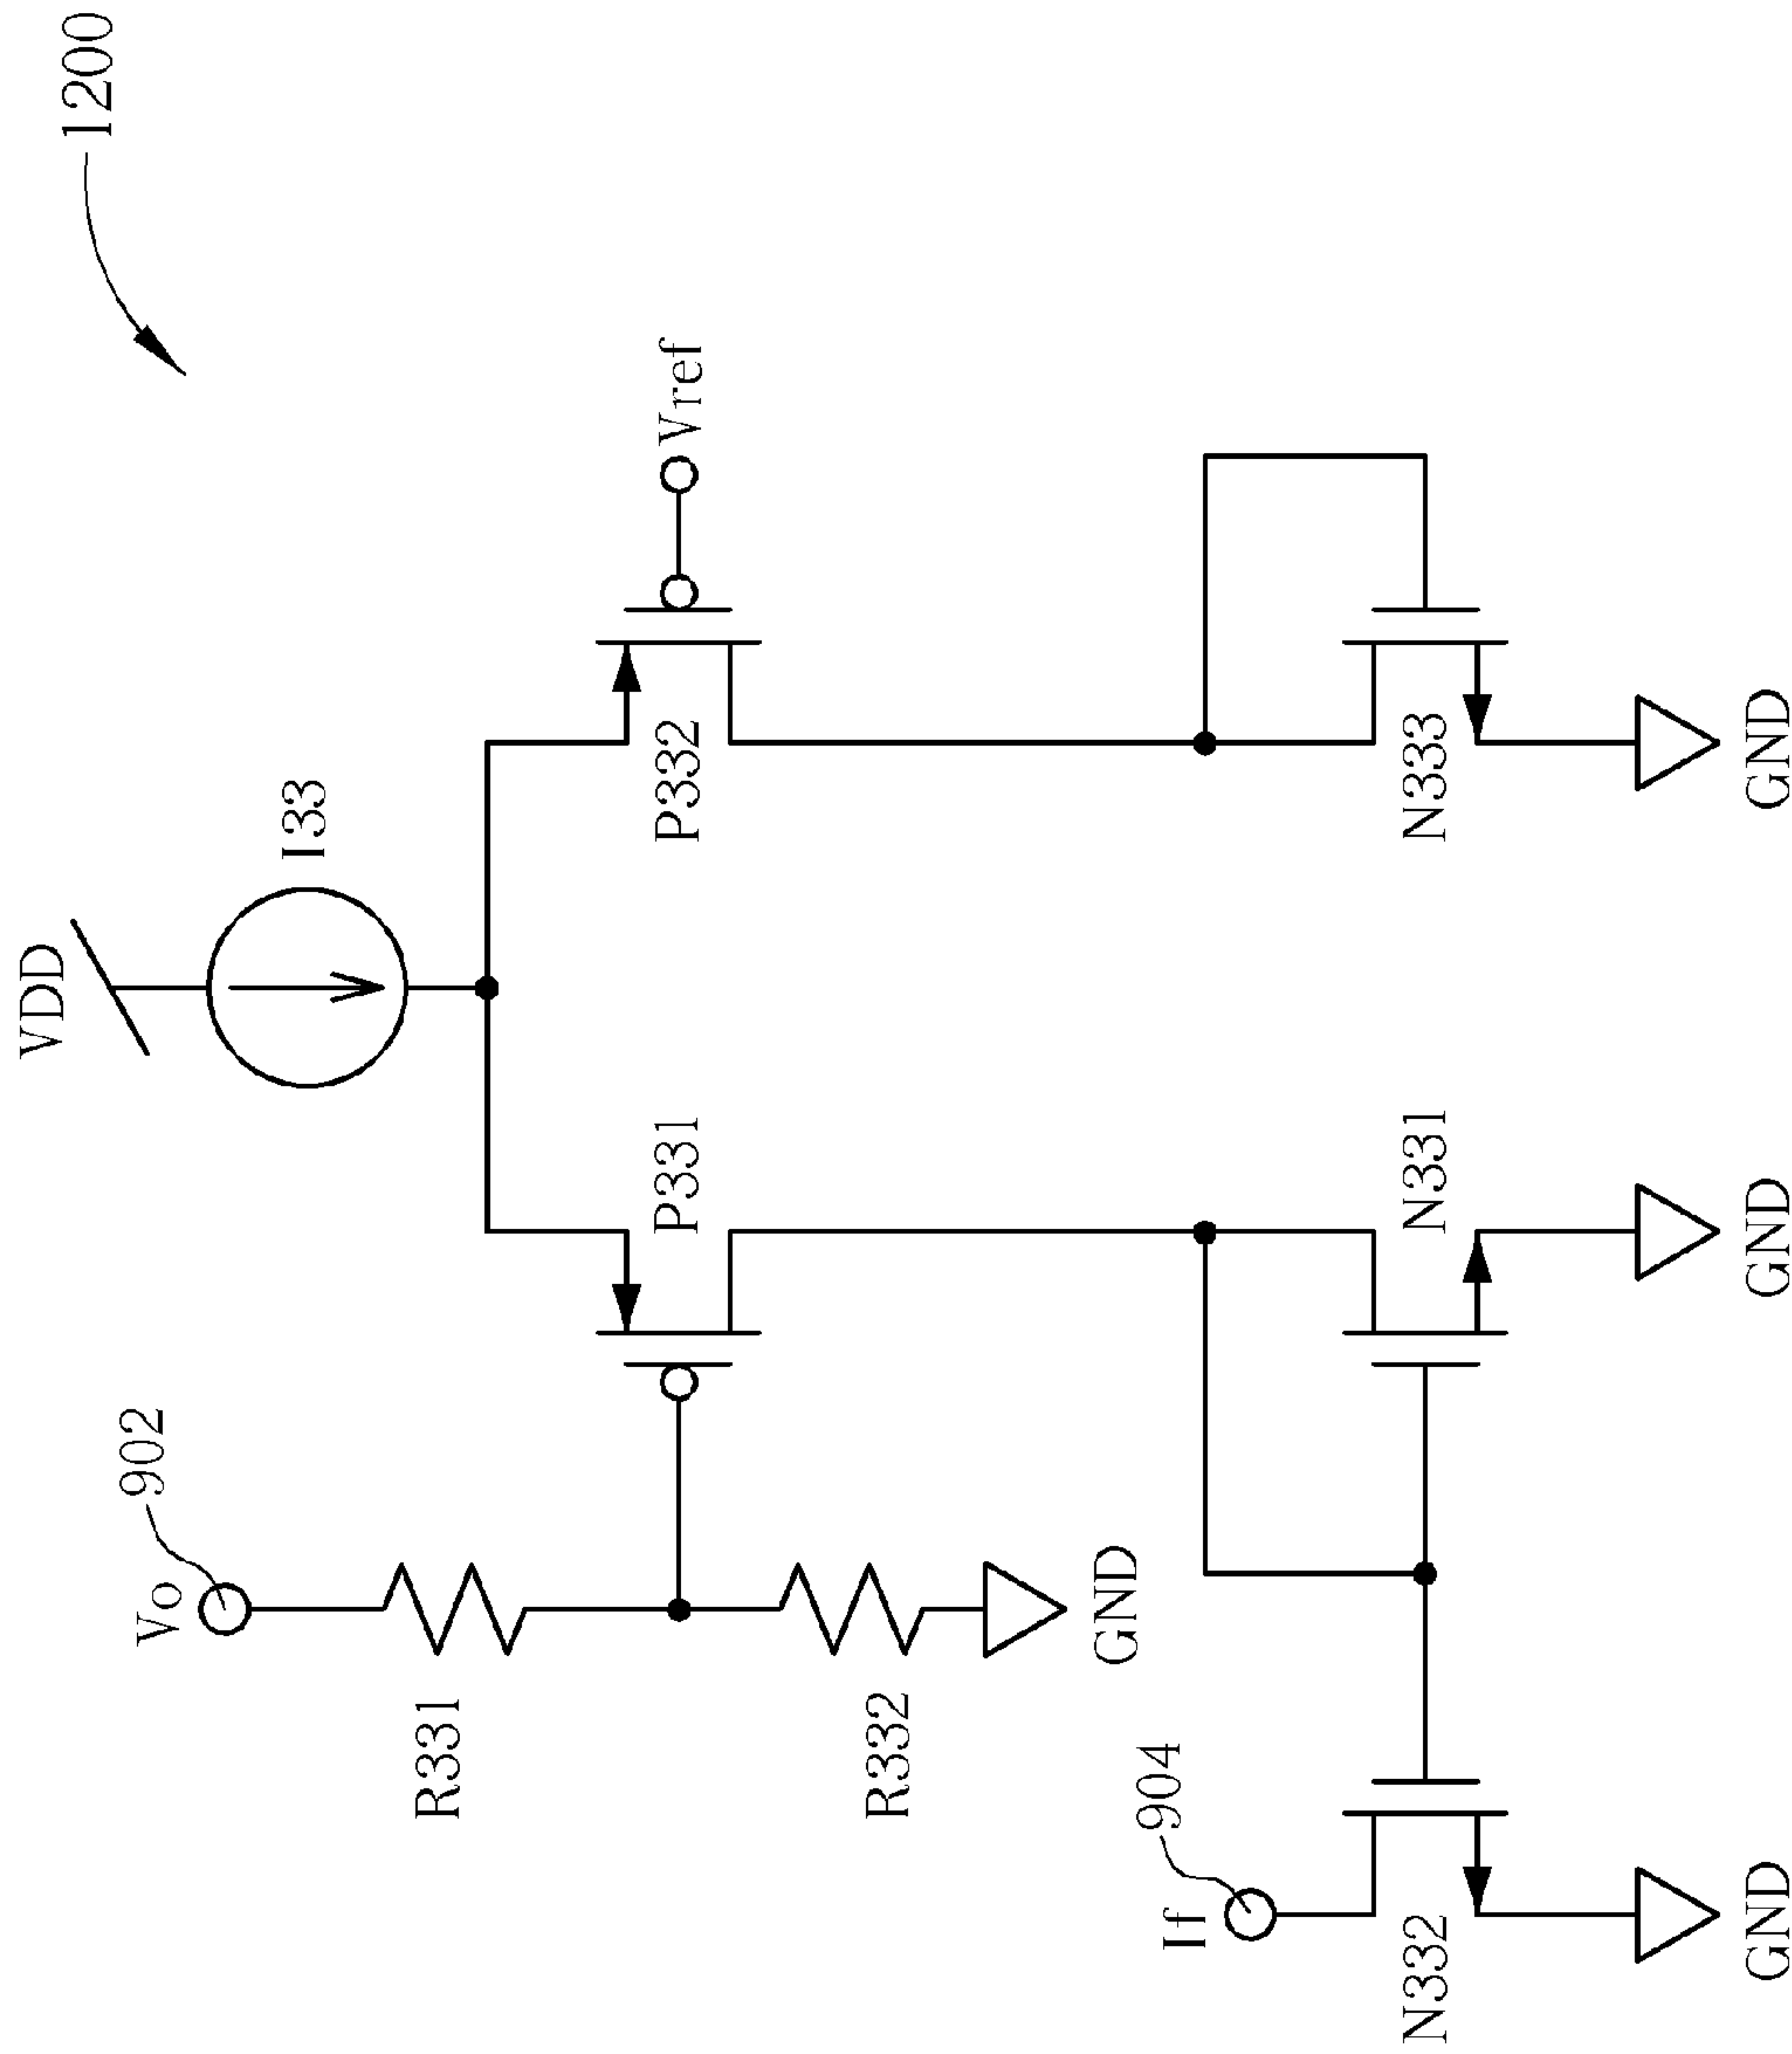 1200
VDD
I33
Vo
902
R331
P331
P332
Vref
R332
GND
If
904
N332
N331
N333
GND
GND
GND